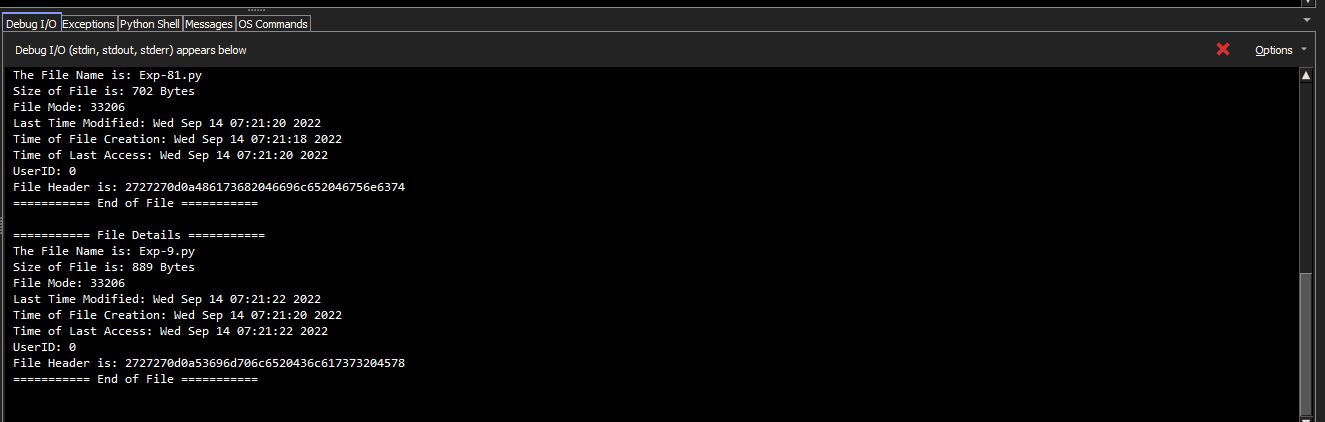 Debug I/O Exceptions Python Shell Messages OS Commands
Debug I/O (stdin, stdout, stderr) appears below Options
The File Name is: Exp-81.py
Size of File is: 702 Bytes
File Mode: 33206
Last Time Modified: Wed Sep 14 07:21:20 2022
Time of File Creation: Wed Sep 14 07:21:18 2022
Time of Last Access: Wed Sep 14 07:21:20 2022
UserID: 0
File Header is: 2727270d0a486173682046696c652046756e6374
=========== End of File ===========
=========== File Details ===========
The File Name is: Exp-9.py
Size of File is: 889 Bytes
File Mode: 33206
Last Time Modified: Wed Sep 14 07:21:22 2022
Time of File Creation: Wed Sep 14 07:21:20 2022
Time of Last Access: Wed Sep 14 07:21:22 2022
UserID: 0
File Header is: 2727270d0a53696d706c6520436c617373204578
=========== End of File ===========